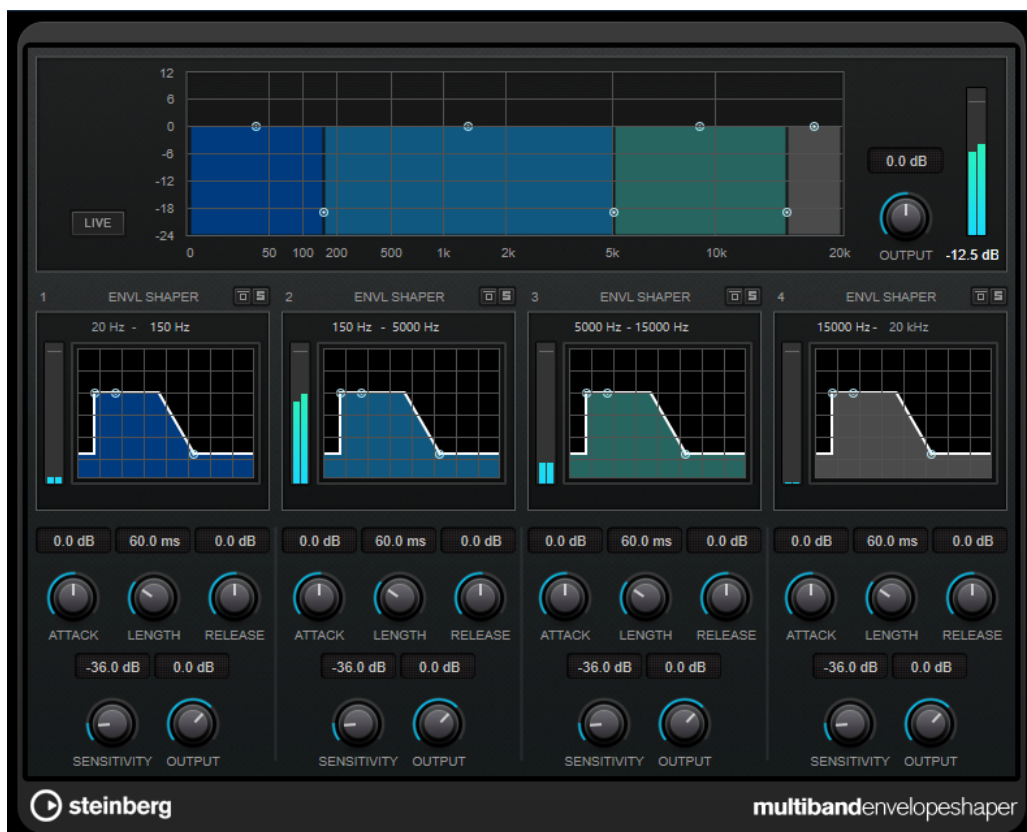 12
6
0
-6
-12
-18
-24
LIVE
0 50 100 200 500 1k 2k 5k 10k 20k
0.0 dB
OUTPUT -12.5 dB
1 ENVL SHAPER S 2 ENVL SHAPER S 3 ENVL SHAPER S 4 ENVL SHAPER S
20 Hz - 150 Hz 150 Hz - 5000 Hz 5000 Hz - 15000 Hz 15000 Hz - 20 kHz
0.0 dB 60.0 ms 0.0 dB 0.0 dB 60.0 ms 0.0 dB 0.0 dB 60.0 ms 0.0 dB 0.0 dB 60.0 ms 0.0 dB
ATTACK LENGTH RELEASE ATTACK LENGTH RELEASE ATTACK LENGTH RELEASE ATTACK LENGTH RELEASE
-36.0 dB 0.0 dB -36.0 dB 0.0 dB -36.0 dB 0.0 dB -36.0 dB 0.0 dB
SENSITIVITY OUTPUT SENSITIVITY OUTPUT SENSITIVITY OUTPUT SENSITIVITY OUTPUT
steinberg multibandenvelopeshaper